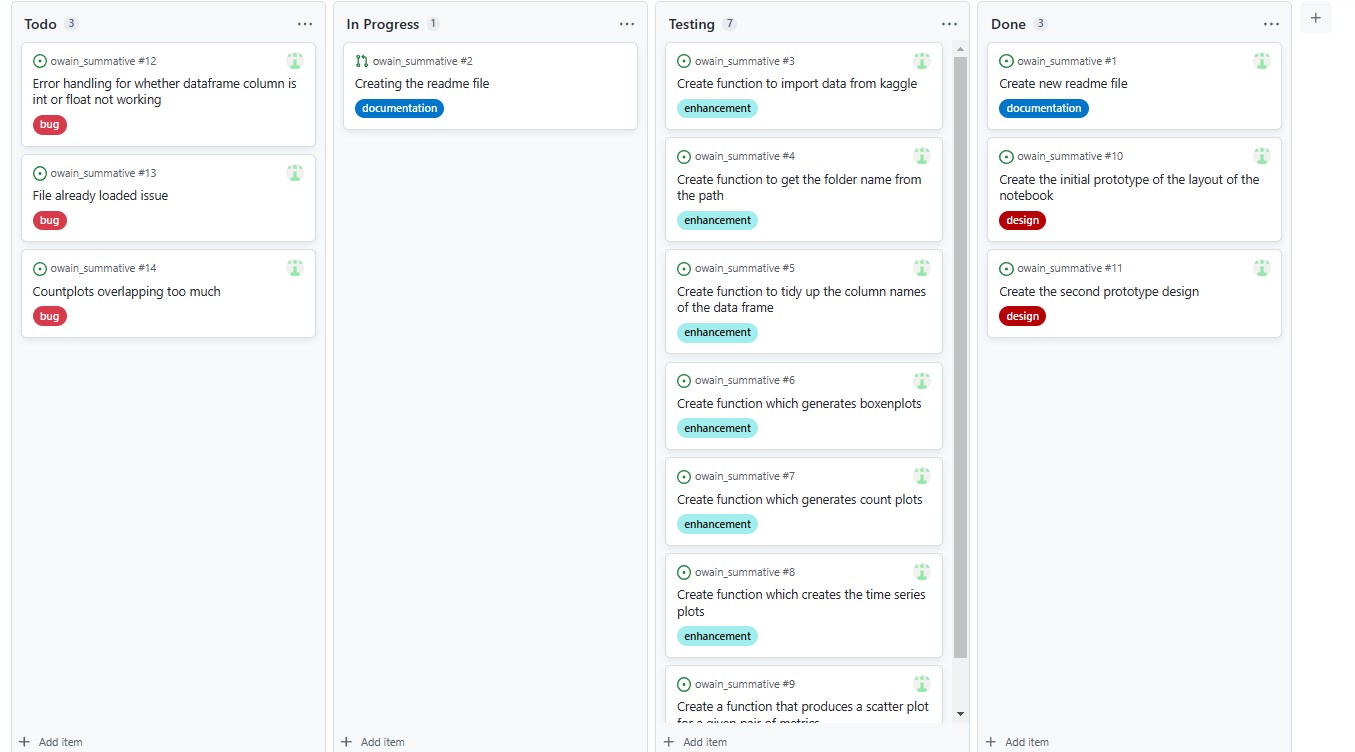 Todo 3
owain_summative #12
Error handling for whether dataframe column is
int or float not working
bug
owain_summative #13
File already loaded issue
bug
owain_summative #14
Countplots overlapping too much
bug
Add item
In Progress 1
owain_summative #2
Creating the readme file
documentation
Add item
Testing 7
owain_summative #3
Create function to import data from kaggle
enhancement
owain_summative #4
Create function to get the folder name from
the path
enhancement
owain_summative #5
Create function to tidy up the column names
of the data frame
enhancement
owain_summative #6
Create function which generates boxenplots
enhancement
owain_summative #7
Create function which generates count plots
enhancement
owain_summative #8
Create function which creates the time series
plots
enhancement
owain_summative #9
Create a function that produces a scatter plot
for a given pair of metrics
Add item
Done 3
owain_summative #1
Create new readme file
documentation
owain_summative #10
Create the initial prototype of the layout of the
notebook
design
owain_summative #11
Create the second prototype design
design
Add item